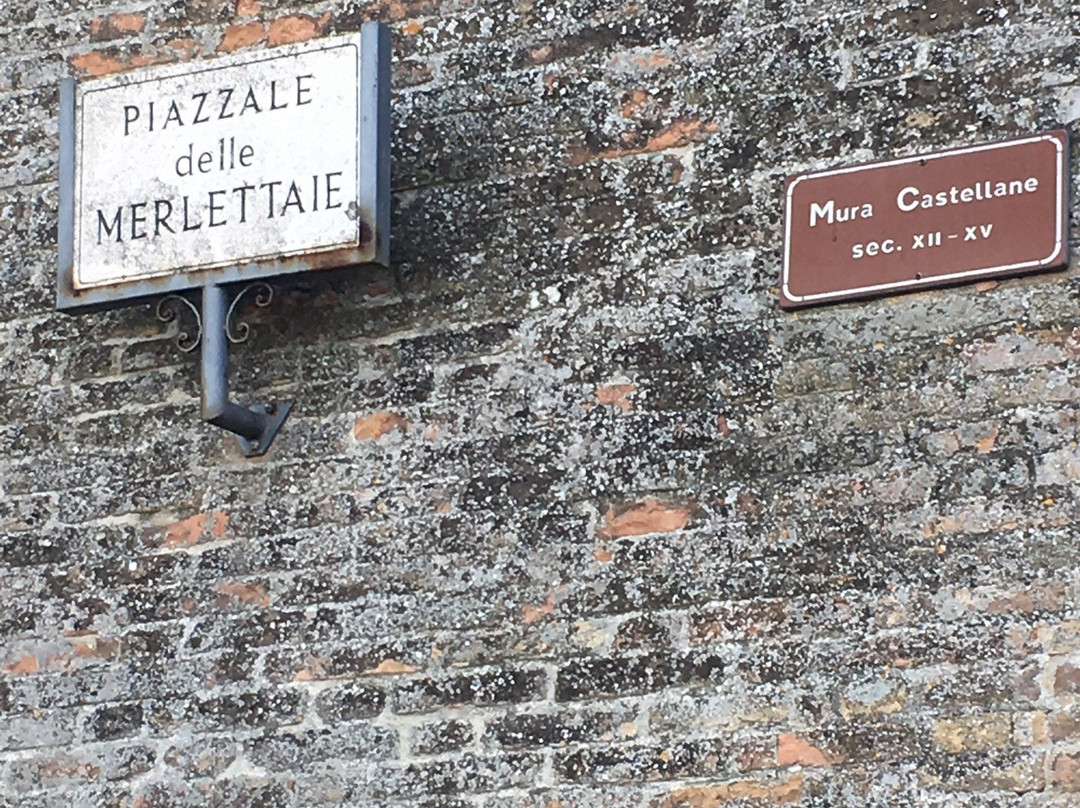 PIAZZALE
delle
MERLETTAIE
Mura Castellane
sec. XII - XV